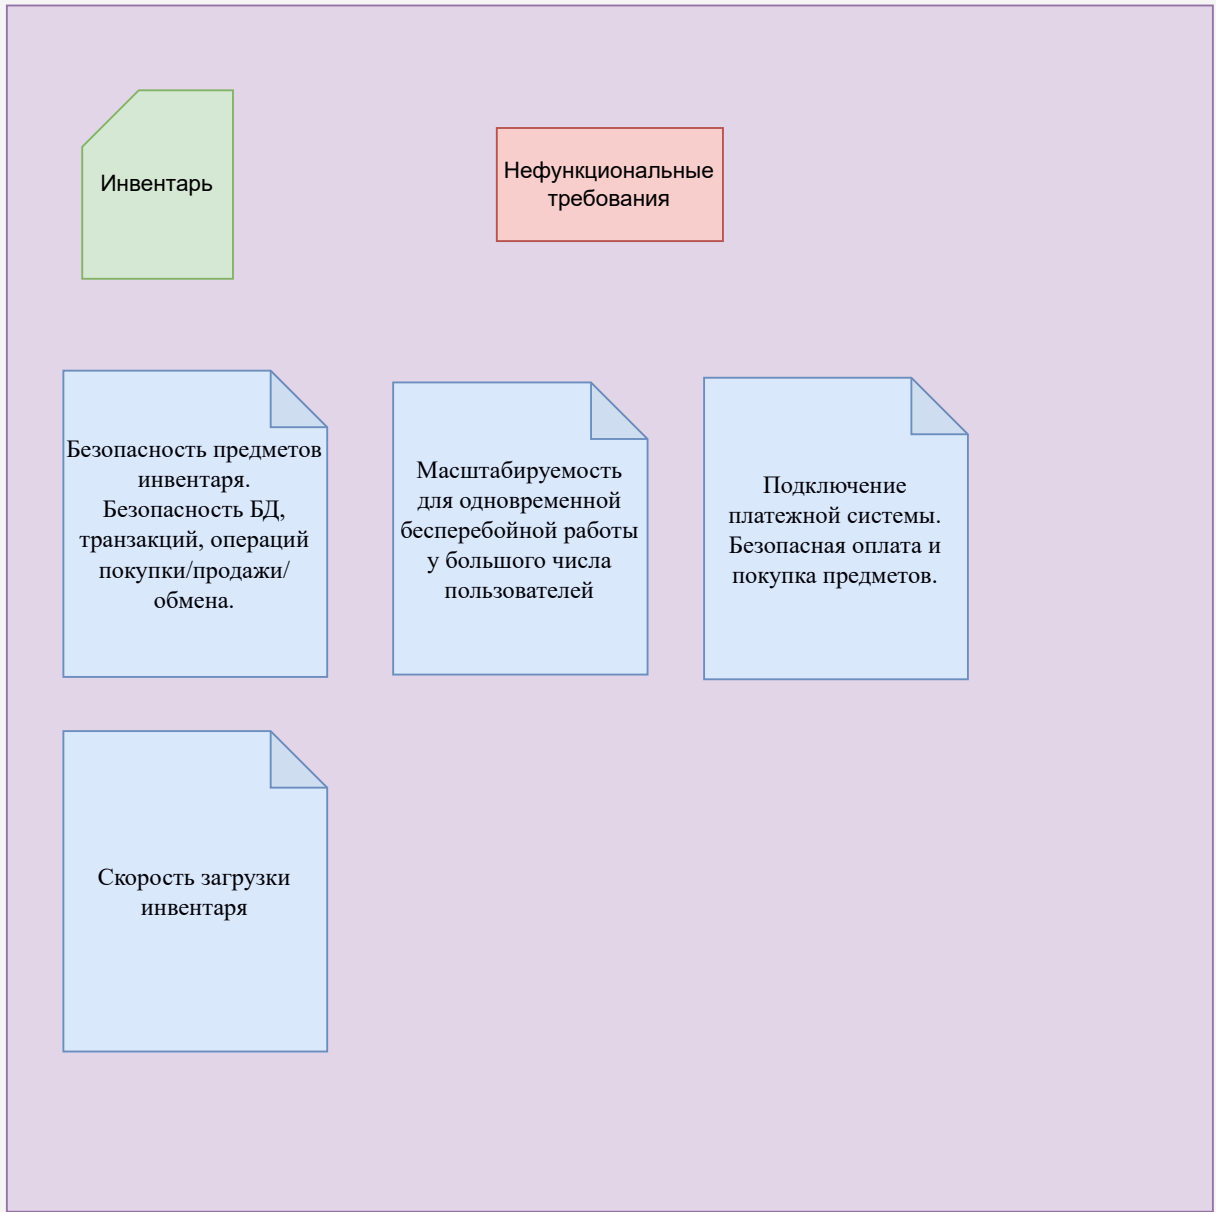 Инвентарь
Нефункциональные
требования
Безопасность предметов
инвентаря.
Безопасность БД,
транзакций, операций
покупки/продажи/
обмена.
Масштабируемость
для одновременной
бесперебойной работы
у большого числа
пользователей
Подключение
платежной системы.
Безопасная оплата и
покупка предметов.
Скорость загрузки
инвентаря